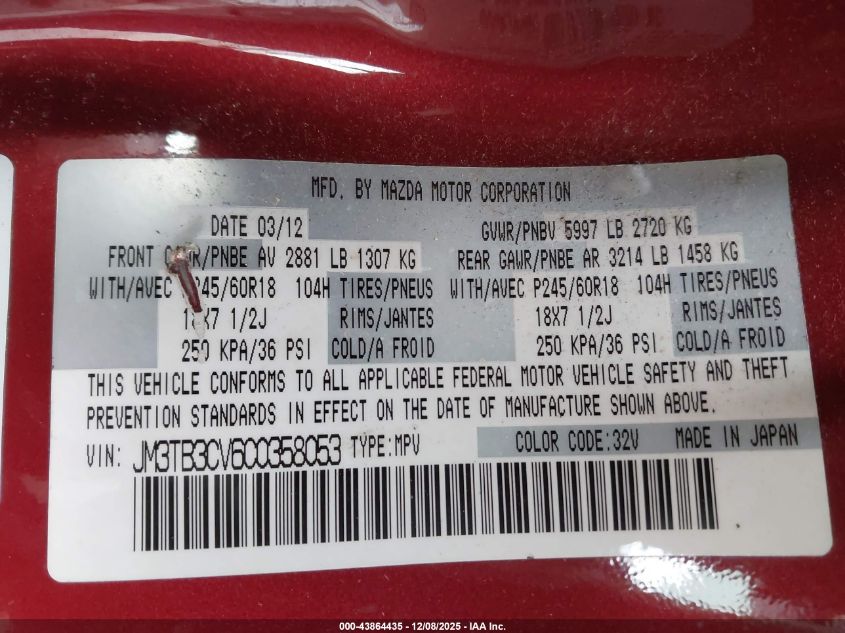 MFD. BY MAZDA MOTOR CORPORATION
DATE 03/12 GVWR/PNBV 5997 LB 2720 KG
FRONT GAWR/PNBE AV 2881 LB 1307 KG REAR GAWR/PNBE AR 3214 LB 1458 KG
WITH/AVEC P245/60R18 104H TIRES/PNEUS WITH/AVEC P245/60R18 104H TIRES/PNEUS
18X7 1/2J RIMS/JANTES 18X7 1/2J RIMS/JANTES
250 KPA/36 PSI COLD/A FROID 250 KPA/36 PSI COLD/A FROID
THIS VEHICLE CONFORMS TO ALL APPLICABLE FEDERAL MOTOR VEHICLE SAFETY AND THEFT
PREVENTION STANDARDS IN EFFECT ON THE DATE OF MANUFACTURE SHOWN ABOVE.
VIN: JM3TB3CV6C0358053 TYPE:MPV COLOR CODE:32V MADE IN JAPAN
000-43864435 - 12/08/2025 - IAA Inc.